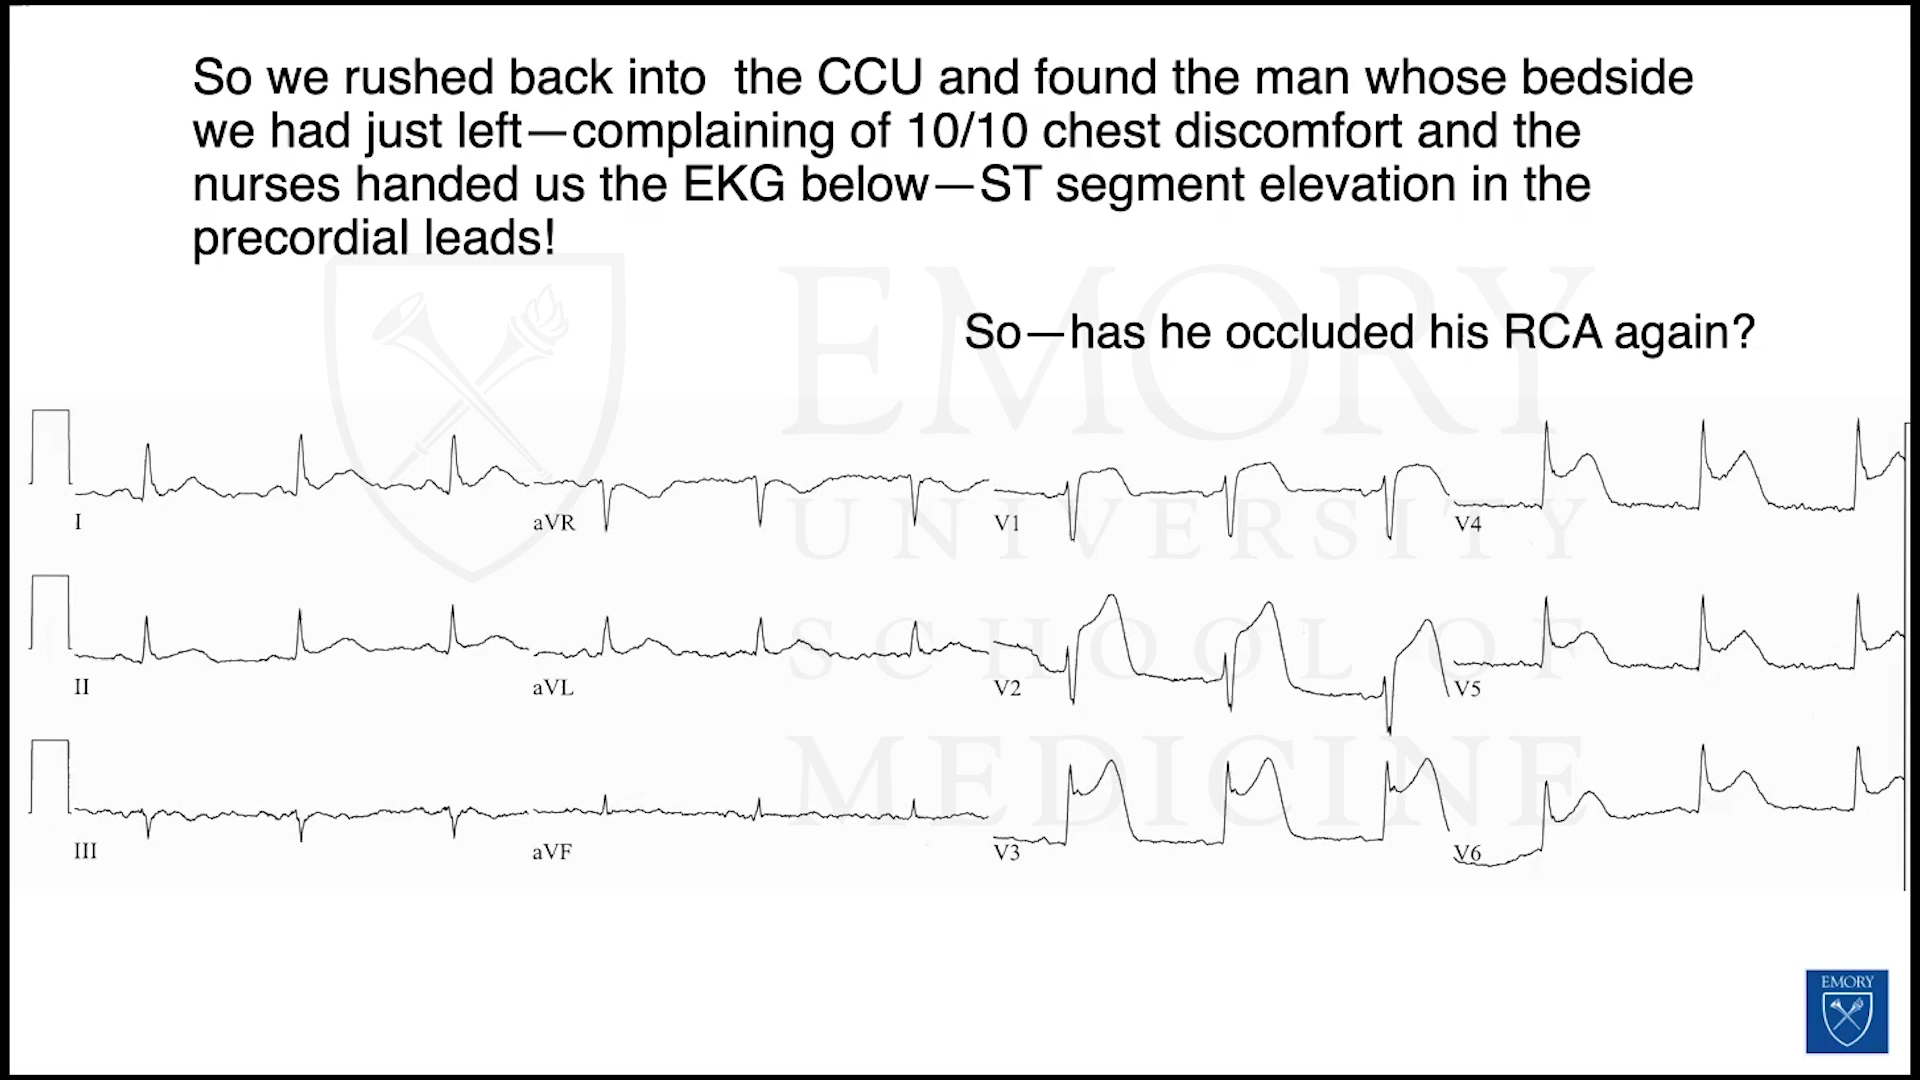 So we rushed back into  the CCU and found the man whose bedside
we had just left—complaining of 10/10 chest discomfort and the
nurses handed us the EKG below—ST segment elevation in the
precordial leads!
So—has he occluded his RCA again?
EMORY
UNIVERSITY
SCHOOL OF
MEDICINE
I
aVR
V1
V4
II
aVL
V2
V5
III
aVF
V3
V6
EMORY